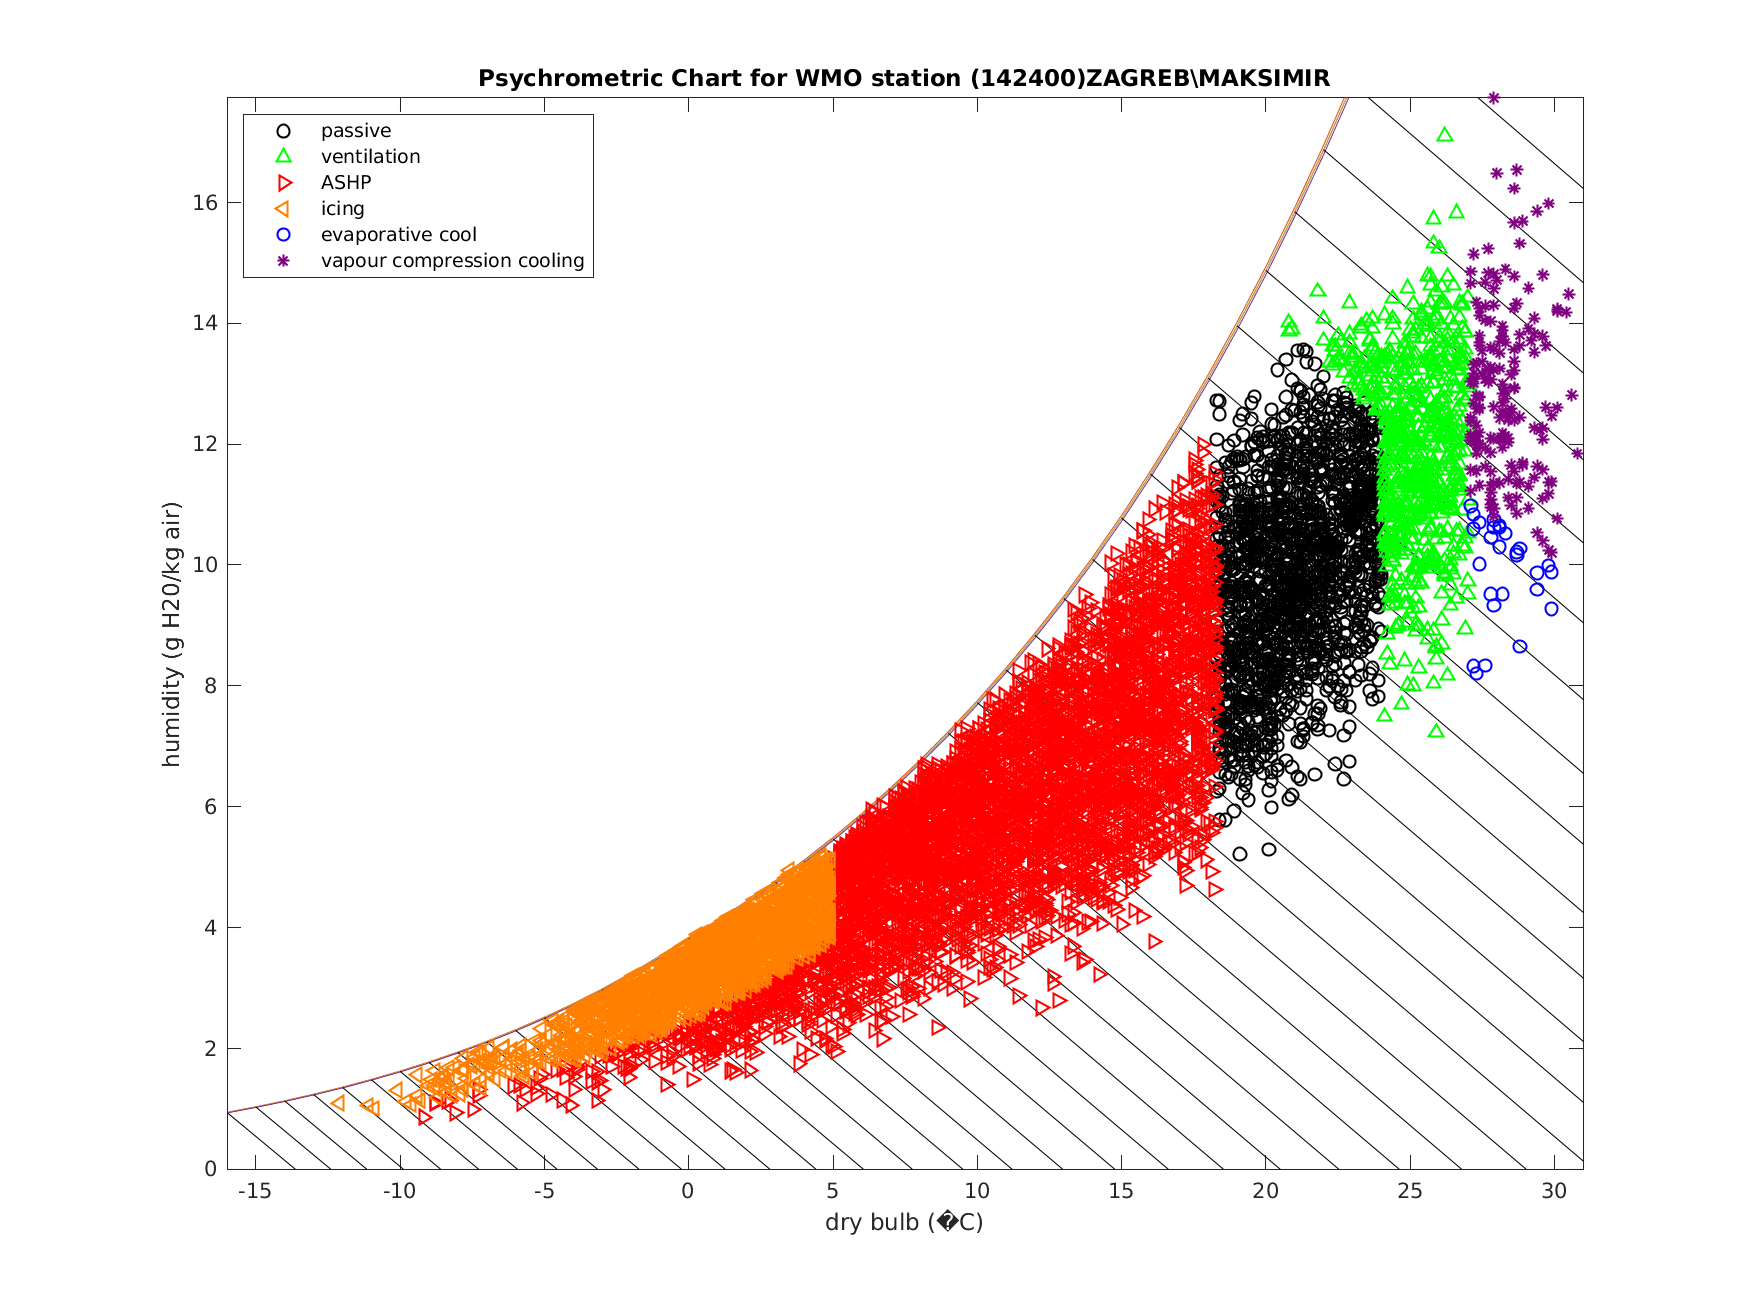 Psychrometric Chart for WMO station (142400)ZAGREB\MAKSIMIR
passive
ventilation
ASHP
icing
evaporative cool
vapour compression cooling
humidity (g H20/kg air)
16
14
12
10
8
6
4
2
0
-15 -10 -5 0 5 10 15 20 25 30
dry bulb (�C)